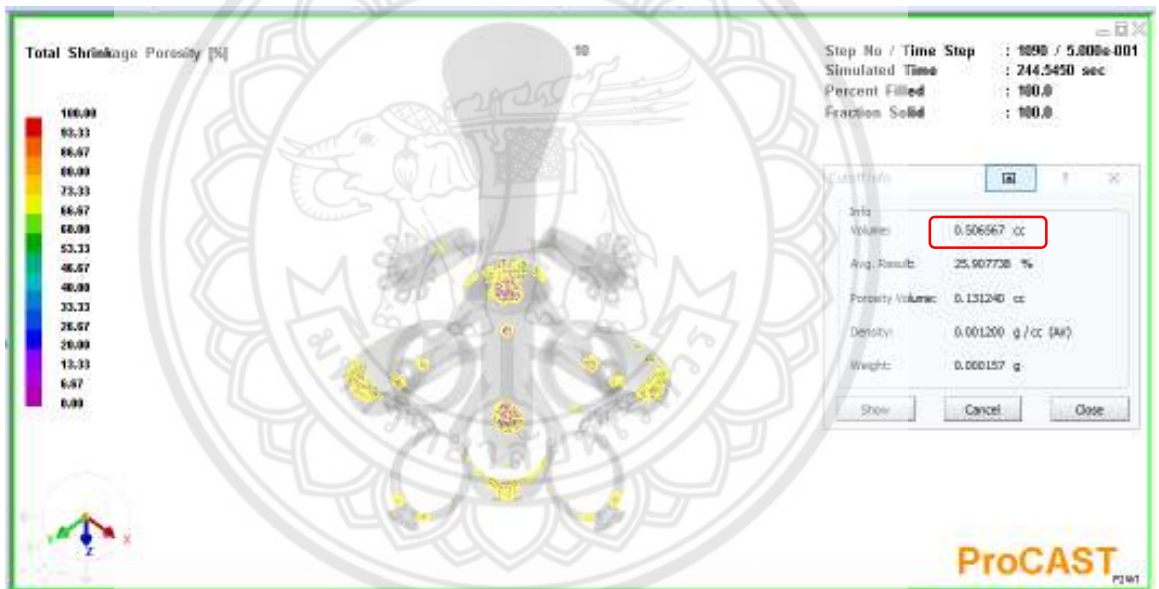 Total Shrinkage Porosity [%]
10
Step No / Time Step : 1090 / 5.000e-001
Simulated Time : 244.5450 sec
Percent Filled : 100.0
Fraction Solid : 100.0
100.00
93.33
86.67
80.00
73.33
66.67
60.00
53.33
46.67
40.00
33.33
26.67
20.00
13.33
6.67
0.00
Cutoff Info
Info
Volume: 0.506567 cc
Avg. Result: 25.907738 %
Porosity Volume: 0.131240 cc
Density: 0.001200 g/cc (Air)
Weight: 0.000157 g
Show Cancel Close
Y X
Z
ProCAST